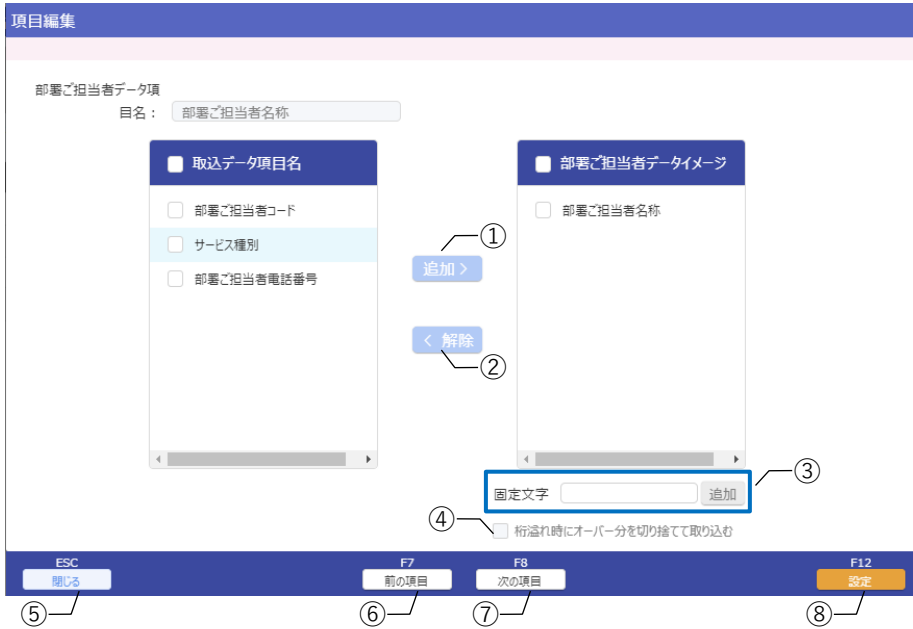 項目編集
部署ご担当者データ項
目名：
部署ご担当者名称
取込データ項目名
部署ご担当者コード
サービス種別
部署ご担当者電話番号
①
追加 >
< 解除
②
部署ご担当者データイメージ
部署ご担当者名称
③
固定文字
追加
④
桁溢れ時にオーバー分を切り捨てて取り込む
ESC
閉じる
F7
前の項目
F8
次の項目
F12
設定
⑤
⑥
⑦
⑧